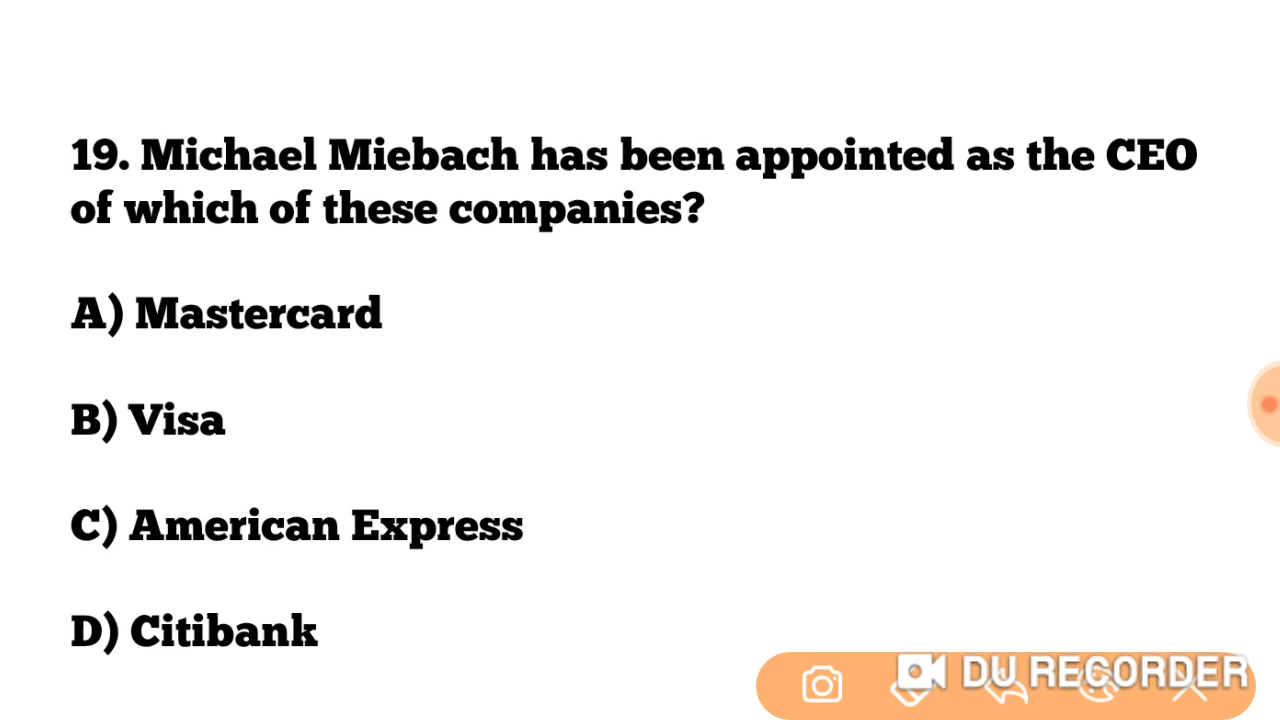 19. Michael Miebach has been appointed as the CEO
of which of these companies?
A) Mastercard
B) Visa
C) American Express
D) Citibank
DU RECORDER